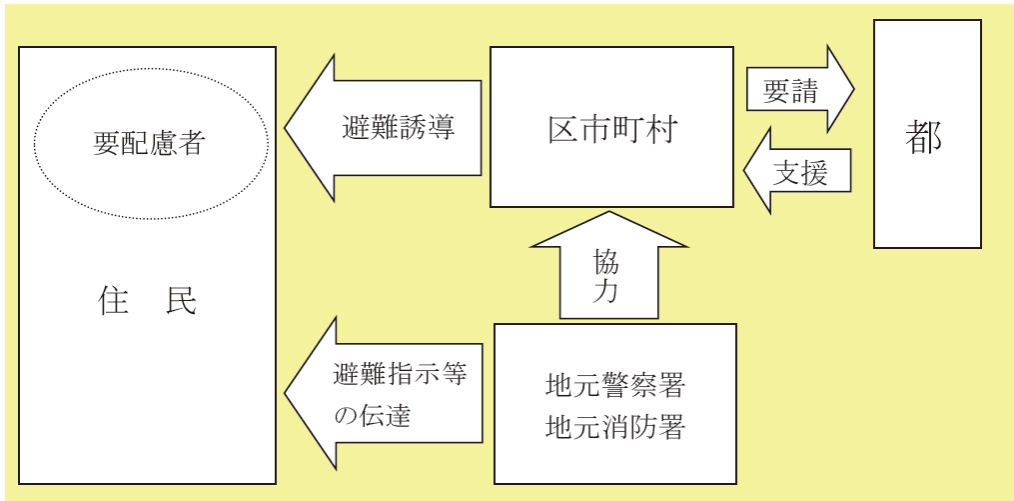 要配慮者
住 民
避難誘導
区市町村
要請
支援
都
協
力
避難指示等
の伝達
地元警察署
地元消防署